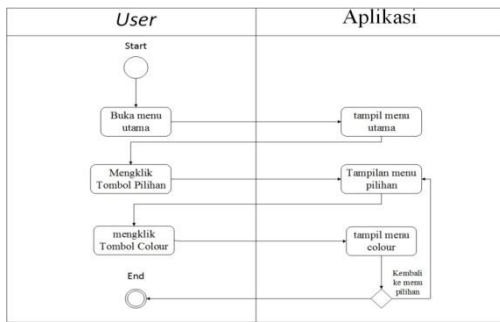 User
Aplikasi
Start
Buka menu
utama
tampil menu
utama
Mengklik
Tombol Pilihan
Tampilan menu
pilihan
mengklik
Tombol Colour
tampil menu
colour
End
Kembali
ke menu
pilihan